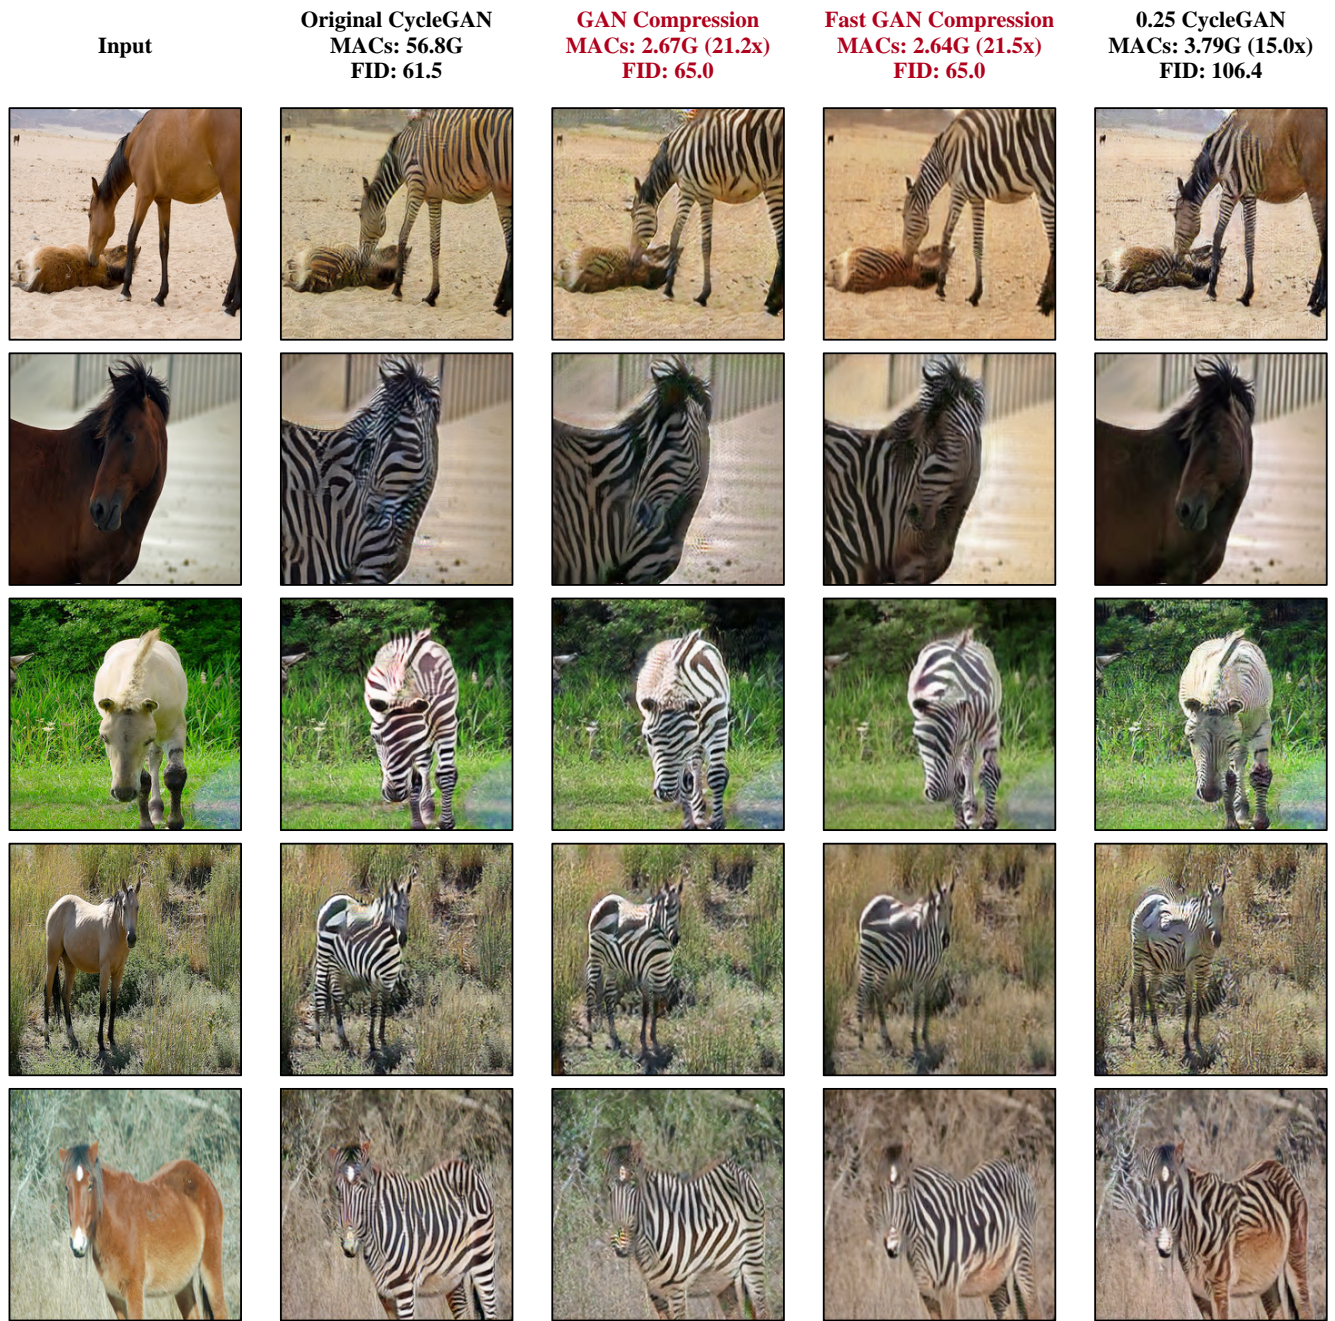 Input
Original CycleGAN
MACs: 56.8G
FID: 61.5
GAN Compression
MACs: 2.67G (21.2x)
FID: 65.0
Fast GAN Compression
MACs: 2.64G (21.5x)
FID: 65.0
0.25 CycleGAN
MACs: 3.79G (15.0x)
FID: 106.4